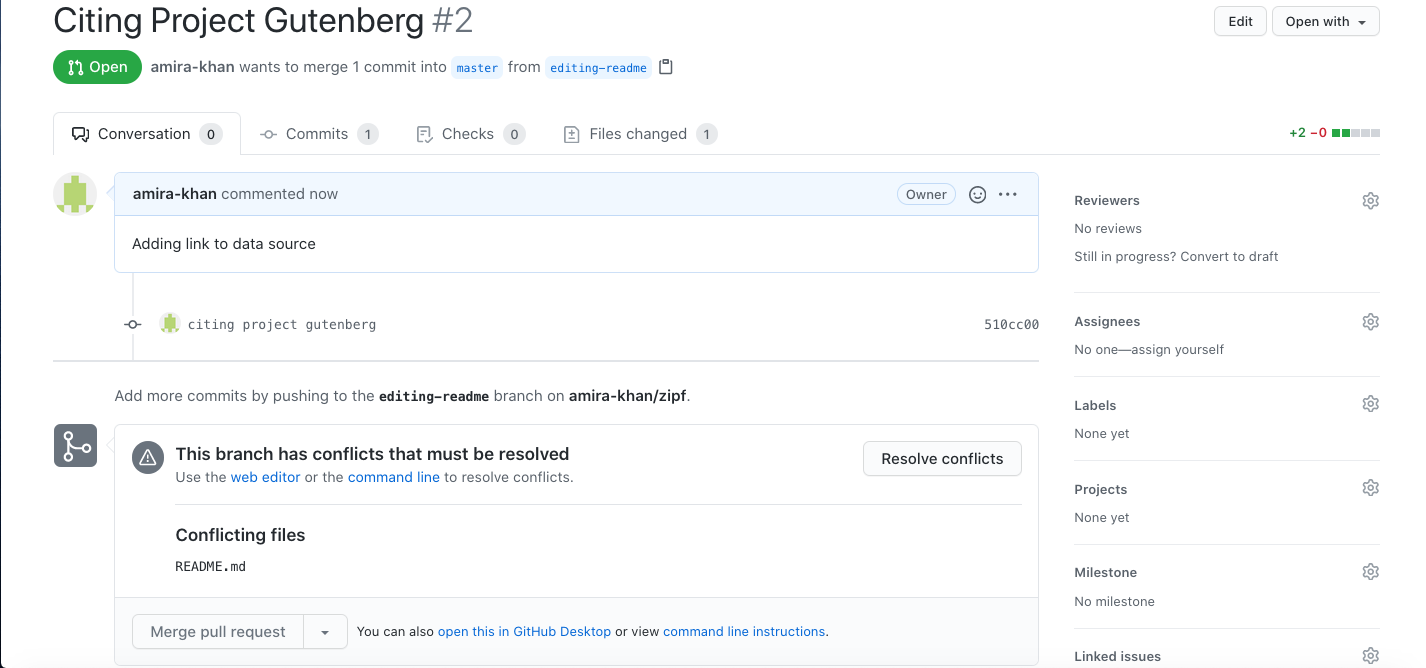 Citing Project Gutenberg #2
Edit
Open with
Open
amira-khan wants to merge 1 commit into master from editing-readme
Conversation 0
Commits 1
Checks 0
Files changed 1
+2 −0
amira-khan commented now
Owner
Adding link to data source
citing project gutenberg
510cc00
Add more commits by pushing to the editing-readme branch on amira-khan/zipf.
This branch has conflicts that must be resolved
Use the web editor or the command line to resolve conflicts.
Resolve conflicts
Conflicting files
README.md
Merge pull request
You can also open this in GitHub Desktop or view command line instructions.
Reviewers
No reviews
Still in progress? Convert to draft
Assignees
No one—assign yourself
Labels
None yet
Projects
None yet
Milestone
No milestone
Linked issues